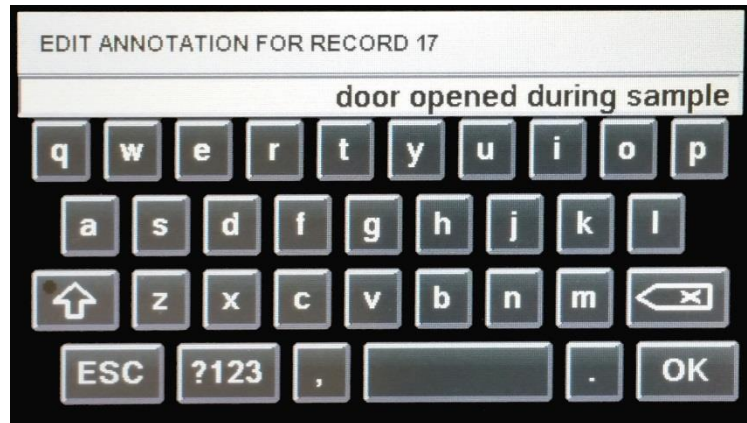 EDIT ANNOTATION FOR RECORD 17
door opened during sample
q w e r t y u i o p
a s d f g h j k l
z x c v b n m
ESC ?123 , . OK